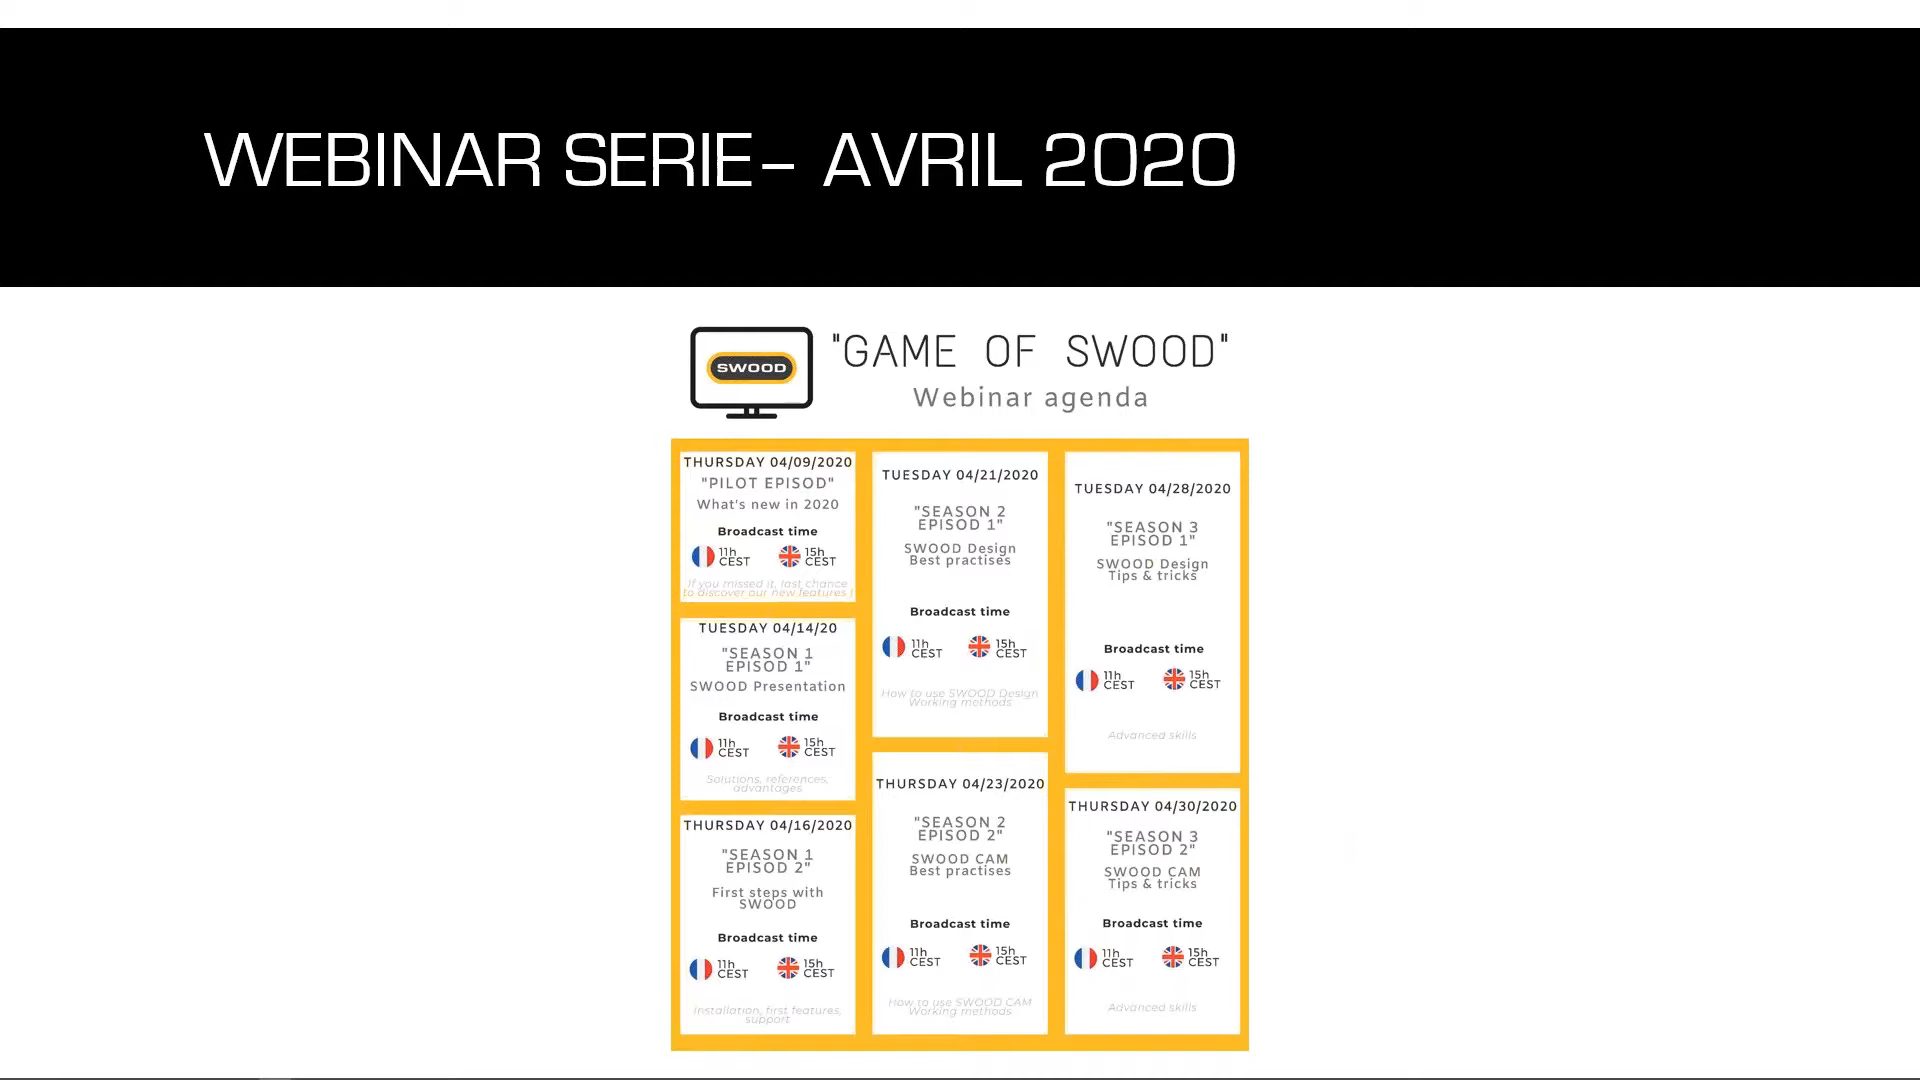 WEBINAR SERIE– AVRIL 2020
SWOOD
"GAME OF SWOOD"
Webinar agenda
THURSDAY 04/09/2020
"PILOT EPISOD"
What's new in 2020
Broadcast time
11h
CEST
15h
CEST
If you missed it, last chance
to discover our new features !
TUESDAY 04/14/20
"SEASON 1
EPISOD 1"
SWOOD Presentation
Broadcast time
11h
CEST
15h
CEST
Solutions, references,
advantages
THURSDAY 04/16/2020
"SEASON 1
EPISOD 2"
First steps with
SWOOD
Broadcast time
11h
CEST
15h
CEST
Installation, first features,
support
TUESDAY 04/21/2020
"SEASON 2
EPISOD 1"
SWOOD Design
Best practises
Broadcast time
11h
CEST
15h
CEST
How to use SWOOD Design
Working methods
THURSDAY 04/23/2020
"SEASON 2
EPISOD 2"
SWOOD CAM
Best practises
Broadcast time
11h
CEST
15h
CEST
How to use SWOOD CAM
Working methods
TUESDAY 04/28/2020
"SEASON 3
EPISOD 1"
SWOOD Design
Tips & tricks
Broadcast time
11h
CEST
15h
CEST
Advanced skills
THURSDAY 04/30/2020
"SEASON 3
EPISOD 2"
SWOOD CAM
Tips & tricks
Broadcast time
11h
CEST
15h
CEST
Advanced skills